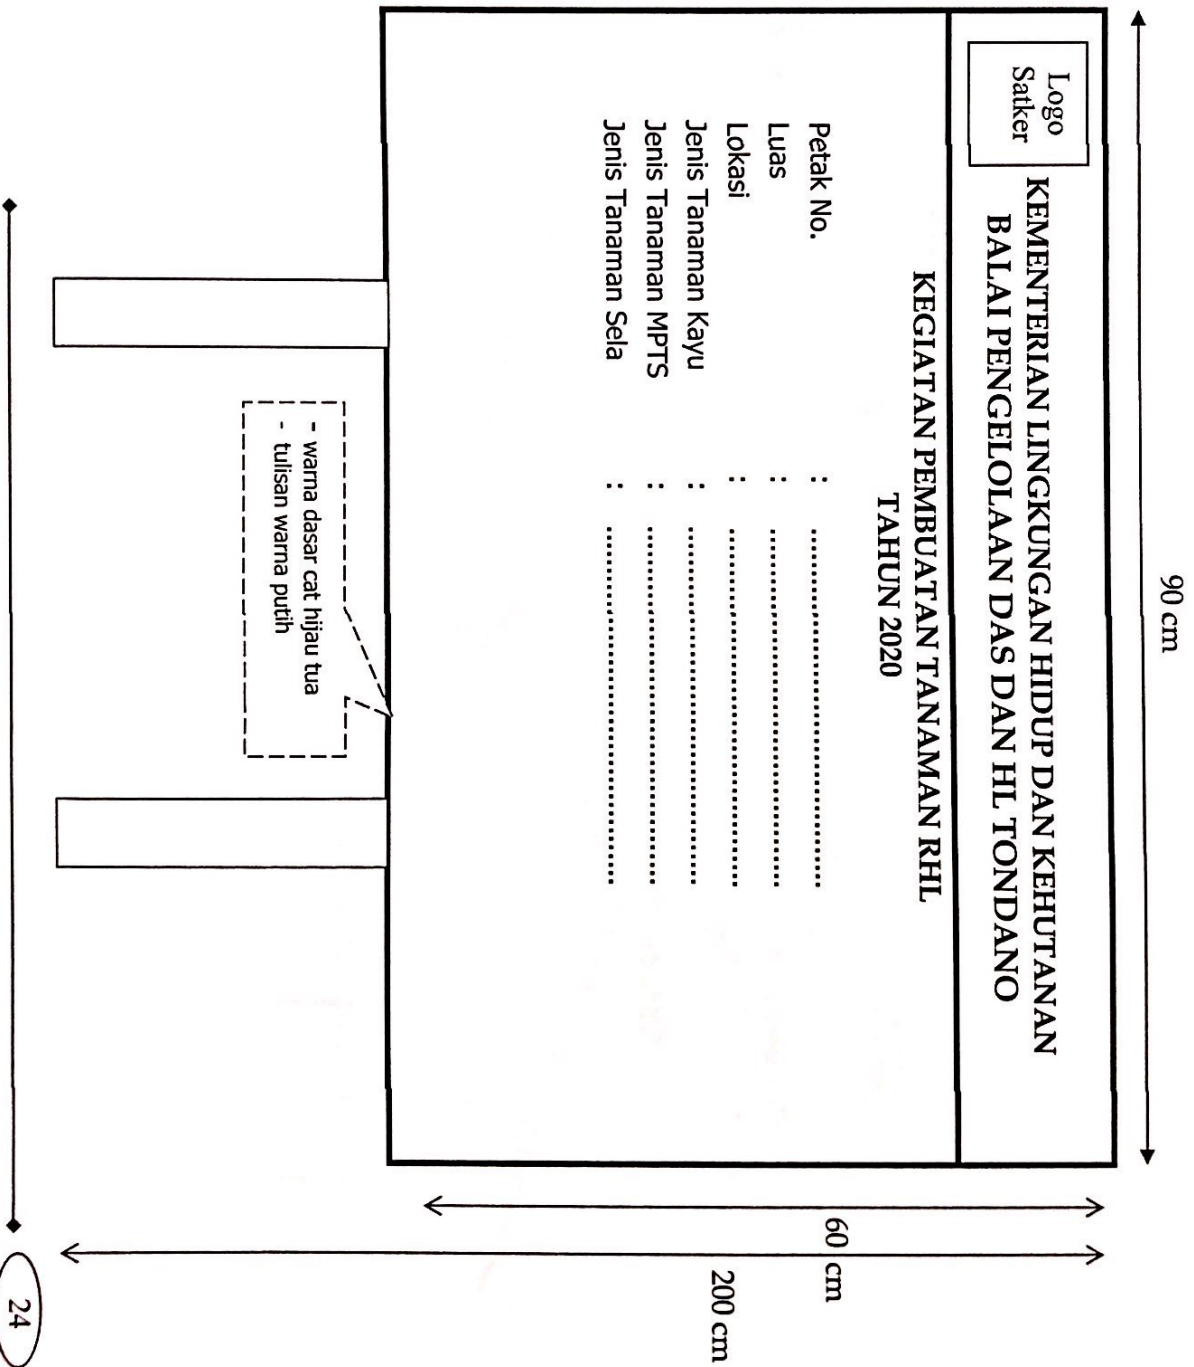 90 cm
Logo
Satker
KEMENTERIAN LINGKUNGAN HIDUP DAN KEHUTANAN
BALAI PENGELOLAAN DAS DAN HL TONDANO
KEGIATAN PEMBUATAN TANAMAN RHL
TAHUN 2020
Petak No. : ..........................................
Luas : ..........................................
Lokasi : ..........................................
Jenis Tanaman Kayu : ..........................................
Jenis Tanaman MPTS : ..........................................
Jenis Tanaman Sela : ..........................................
60 cm
200 cm
- warna dasar cat hijau tua
- tulisan warna putih
24